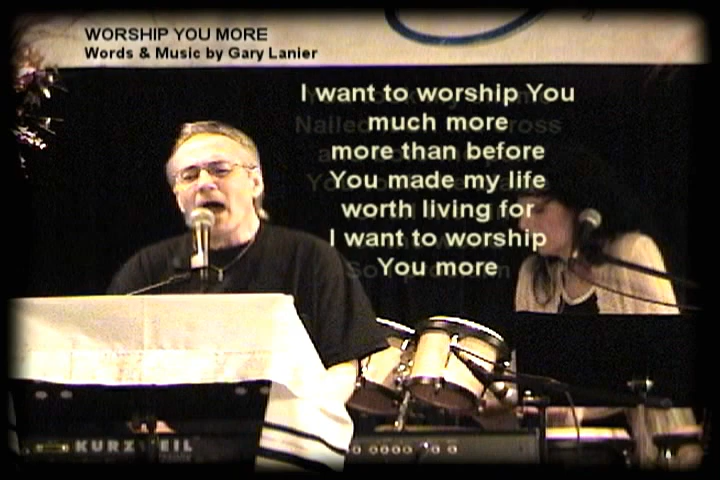 WORSHIP YOU MORE
Words & Music by Gary Lanier
I want to worship You
much more
more than before
You made my life
worth living for
I want to worship
You more
KURZWEIL